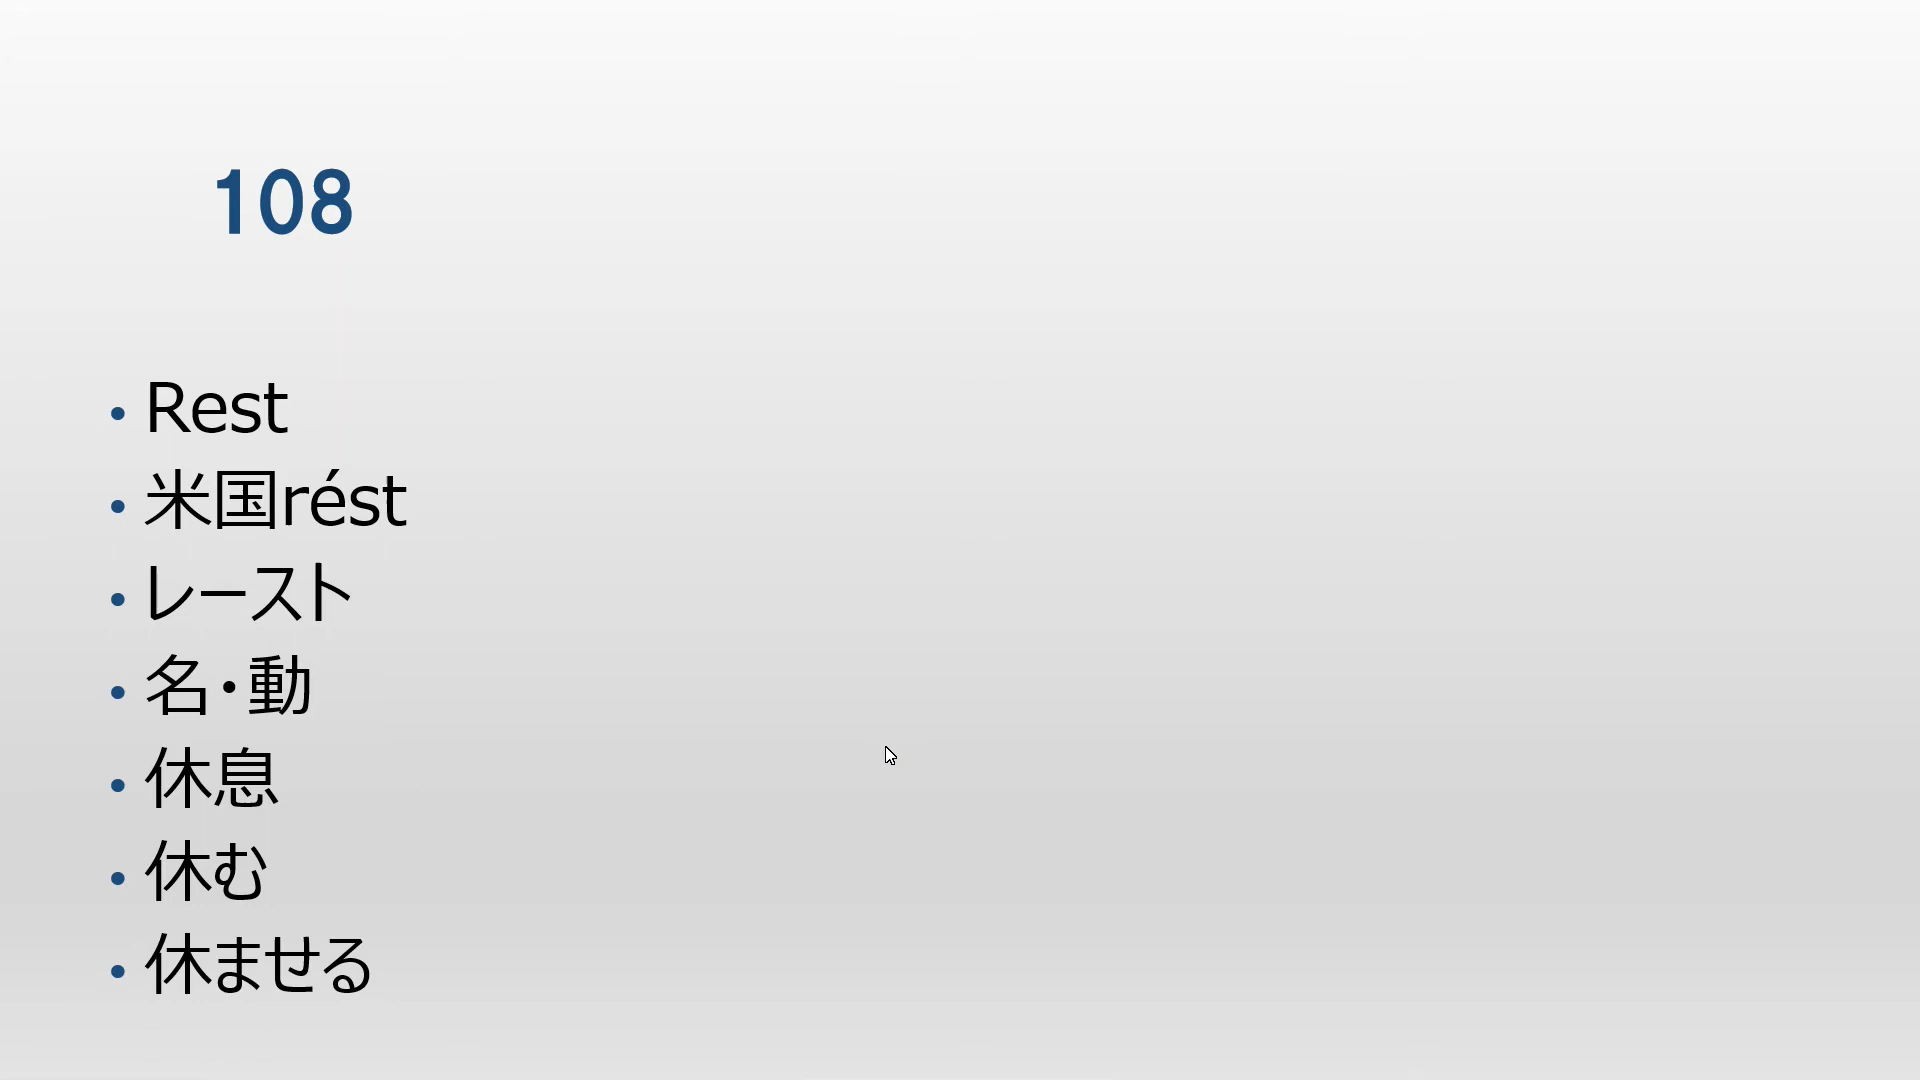 108
• Rest
• 米国rést
• レースト
• 名・動
• 休息
• 休む
• 休ませる